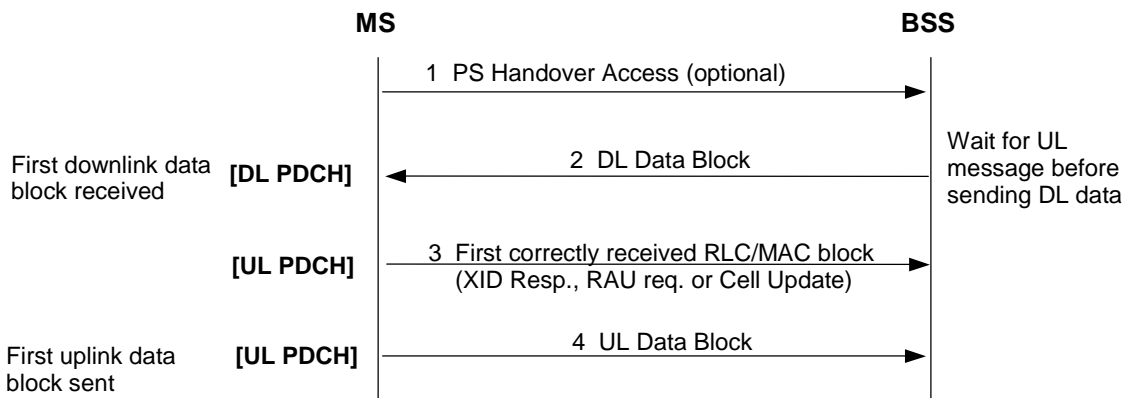 MS
BSS
1 PS Handover Access (optional)
First downlink data
block received
[DL PDCH]
2 DL Data Block
Wait for UL
message before
sending DL data
[UL PDCH]
3 First correctly received RLC/MAC block
(XID Resp., RAU req. or Cell Update)
First uplink data
block sent
[UL PDCH]
4 UL Data Block